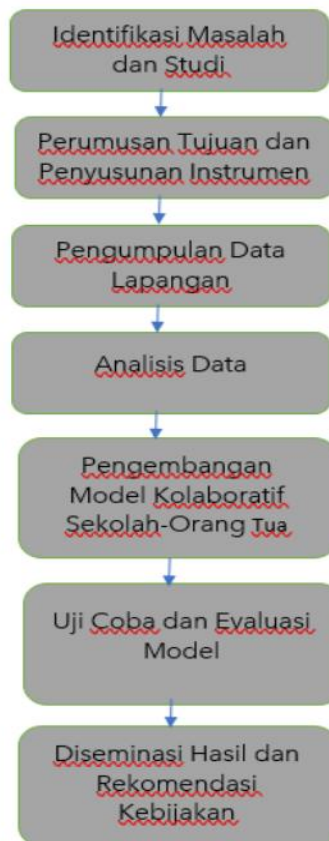 Identifikasi Masalah
dan Studi
Perumusan Tujuan dan
Penyusunan Instrumen
Pengumpulan Data
Lapangan
Analisis Data
Pengembangan
Model Kolaboratif
Sekolah-Orang Tua
Uji Coba dan Evaluasi
Model
Diseminasi Hasil dan
Rekomendasi
Kebijakan